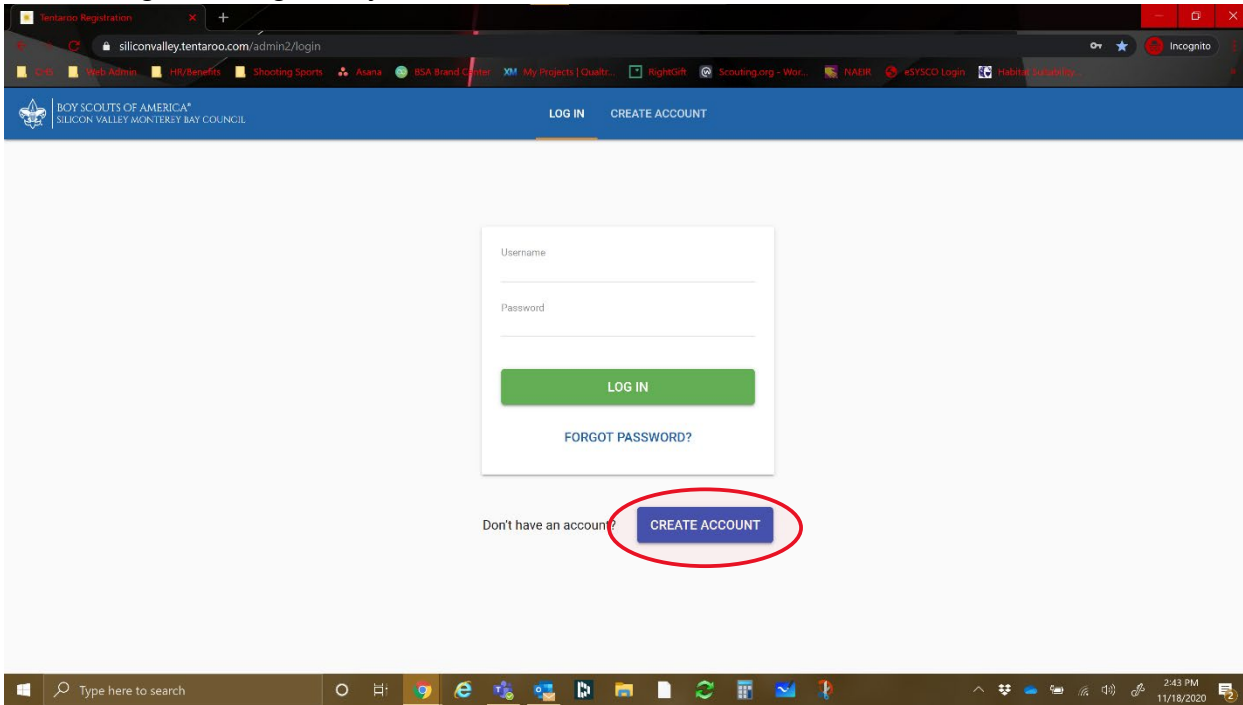 Tentaroo Registration
siliconvalley.tentaroo.com/admin2/login
Incognito
Web Admin HR/Benefits Shooting Sports Asana BSA Brand Center My Projects | Qualtr... RightGift Scouting.org - Wor... NAEIR eSYSCO Login Habitat
BOY SCOUTS OF AMERICA®
SILICON VALLEY MONTEREY BAY COUNCIL
LOG IN CREATE ACCOUNT
Username
Password
LOG IN
FORGOT PASSWORD?
Don't have an account? CREATE ACCOUNT
Type here to search
2:43 PM
11/18/2020
2